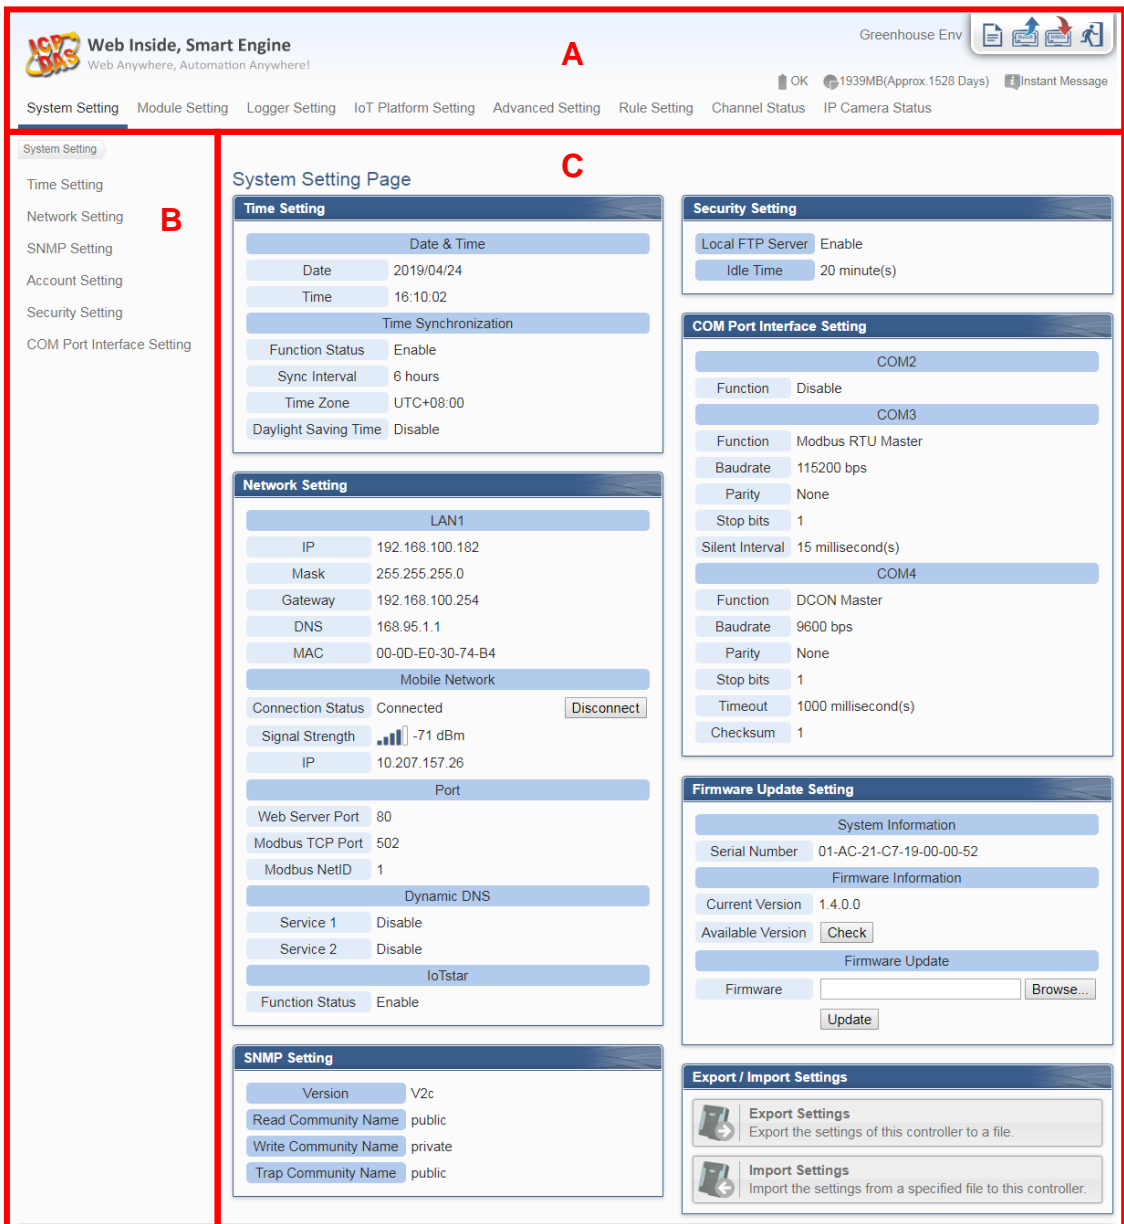 ICP DAS
Web Inside, Smart Engine
Web Anywhere, Automation Anywhere!
A
Greenhouse Env
OK 1939MB(Approx.1528 Days) Instant Message
System Setting Module Setting Logger Setting IoT Platform Setting Advanced Setting Rule Setting Channel Status IP Camera Status
System Setting
Time Setting
Network Setting
SNMP Setting
Account Setting
Security Setting
COM Port Interface Setting
B
C
System Setting Page
Time Setting
Date & Time
Date 2019/04/24
Time 16:10:02
Time Synchronization
Function Status Enable
Sync Interval 6 hours
Time Zone UTC+08:00
Daylight Saving Time Disable
Network Setting
LAN1
IP 192.168.100.182
Mask 255.255.255.0
Gateway 192.168.100.254
DNS 168.95.1.1
MAC 00-0D-E0-30-74-B4
Mobile Network
Connection Status Connected Disconnect
Signal Strength -71 dBm
IP 10.207.157.26
Port
Web Server Port 80
Modbus TCP Port 502
Modbus NetID 1
Dynamic DNS
Service 1 Disable
Service 2 Disable
IoTstar
Function Status Enable
SNMP Setting
Version V2c
Read Community Name public
Write Community Name private
Trap Community Name public
Security Setting
Local FTP Server Enable
Idle Time 20 minute(s)
COM Port Interface Setting
COM2
Function Disable
COM3
Function Modbus RTU Master
Baudrate 115200 bps
Parity None
Stop bits 1
Silent Interval 15 millisecond(s)
COM4
Function DCON Master
Baudrate 9600 bps
Parity None
Stop bits 1
Timeout 1000 millisecond(s)
Checksum 1
Firmware Update Setting
System Information
Serial Number 01-AC-21-C7-19-00-00-52
Firmware Information
Current Version 1.4.0.0
Available Version Check
Firmware Update
Firmware Browse...
Update
Export / Import Settings
Export Settings
Export the settings of this controller to a file.
Import Settings
Import the settings from a specified file to this controller.